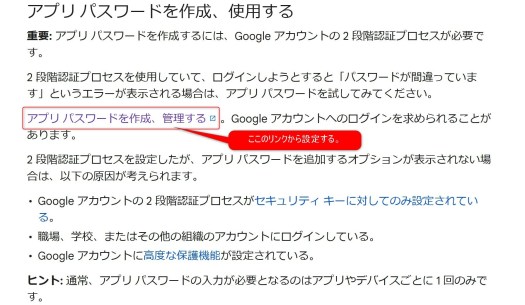 アプリ パスワードを作成、使用する
重要: アプリ パスワードを作成するには、Google アカウントの 2 段階認証プロセスが必要で
す。
2 段階認証プロセスを使用していて、ログインしようとすると「パスワードが間違っていま
す」というエラーが表示される場合は、アプリ パスワードを試してみてください。
アプリ パスワードを作成、管理する 。Google アカウントへのログインを求められることが
あります。
ここのリンクから設定する。
2 段階認証プロセスを設定したが、アプリ パスワードを追加するオプションが表示されない場
合は、以下の原因が考えられます。
• Google アカウントの 2 段階認証プロセスがセキュリティ キーに対してのみ設定されてい
る。
• 職場、学校、またはその他の組織のアカウントにログインしている。
• Google アカウントに高度な保護機能が設定されている。
ヒント: 通常、アプリ パスワードの入力が必要となるのはアプリやデバイスごとに 1 回のみで
す。